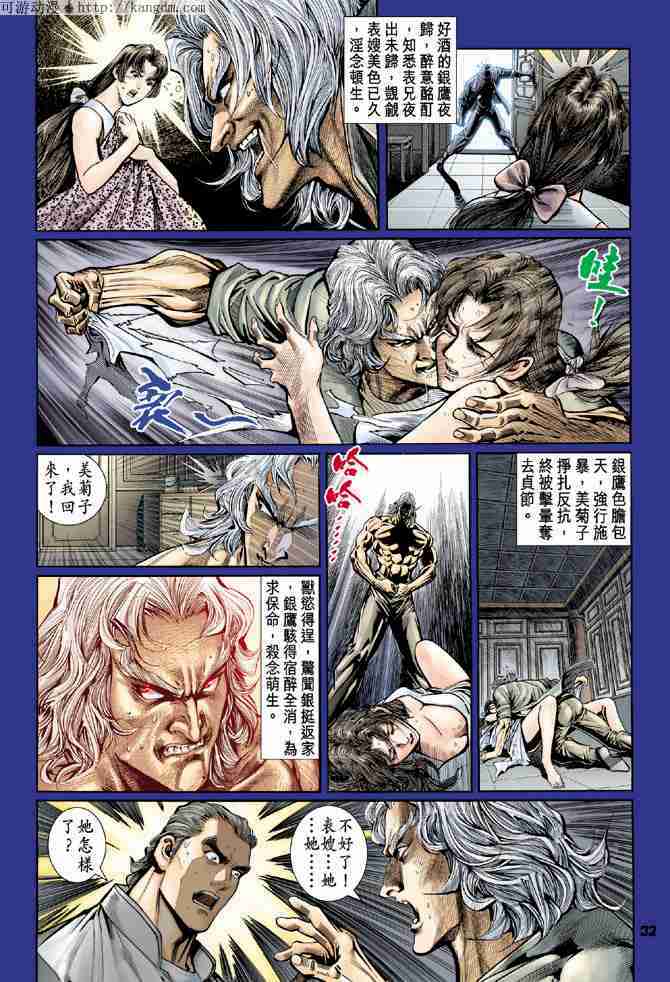 可游动漫 http://kangdm.com
好酒的銀鷹夜
歸，醉意酩酊
，知悉表兄夜
出未歸，覬覦
表嫂美色已久
，淫念頓生。
哇！
裂～
銀鷹色膽包
天，強行施
暴，美菊子
掙扎反抗，
終被擊暈奪
去貞節。
哈哈……
美菊子
，我回
來了！
獸慾得逞，驚聞銀挺返家
，銀鷹駭得宿醉全消，為
求保命，殺念萌生。
不好了！
表嫂…她
…她………
她怎樣
了？
32